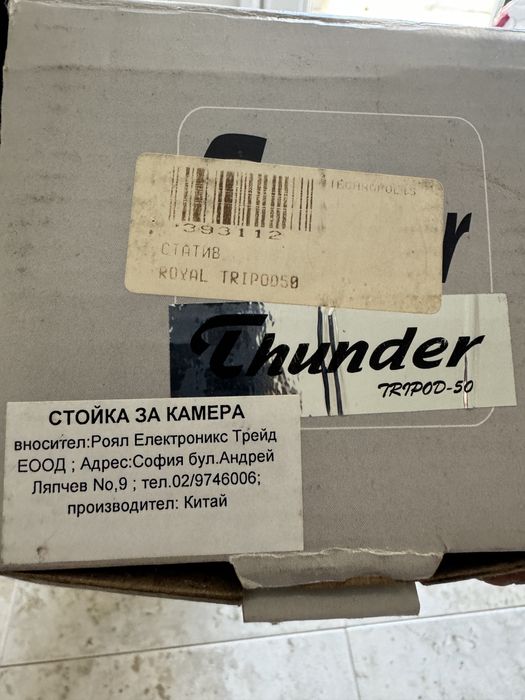 TECHNOPOLIS
393112
СТАТИВ
ROYAL TRIPOD50
Thunder
TRIPOD-50
СТОЙКА ЗА КАМЕРА
вносител:Роял Електроникс Трейд
ЕООД ; Адрес:София бул.Андрей
Ляпчев No,9 ; тел.02/9746006;
производител: Китай